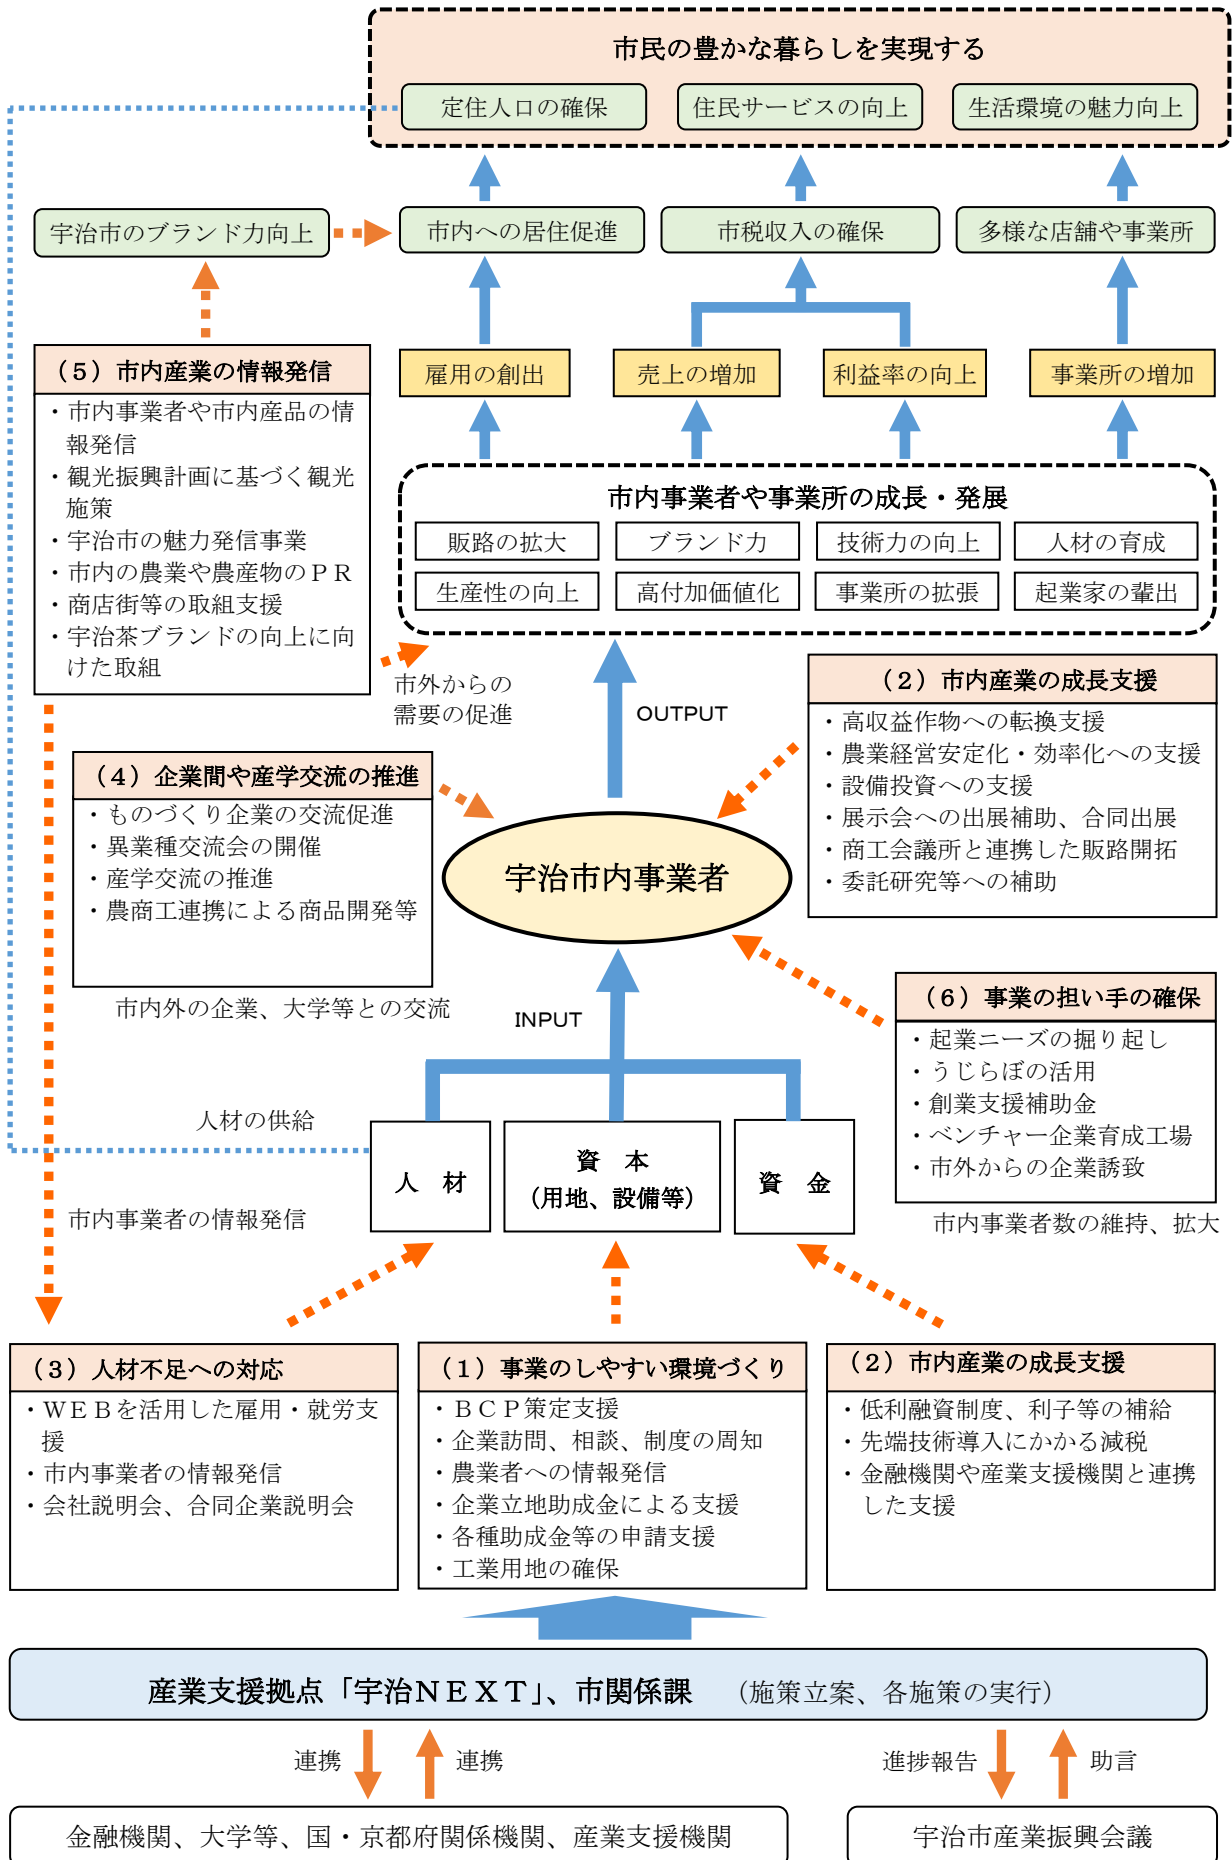 市民の豊かな暮らしを実現する
定住人口の確保
住民サービスの向上
生活環境の魅力向上
宇治市のブランド力向上
市内への居住促進
市税収入の確保
多様な店舗や事業所
（５）市内産業の情報発信
・市内事業者や市内産品の情
報発信
・観光振興計画に基づく観光
施策
・宇治市の魅力発信事業
・市内の農業や農産物のＰＲ
・商店街等の取組支援
・宇治茶ブランドの向上に向
けた取組
雇用の創出
売上の増加
利益率の向上
事業所の増加
市内事業者や事業所の成長・発展
販路の拡大
ブランド力
技術力の向上
人材の育成
生産性の向上
高付加価値化
事業所の拡張
起業家の輩出
市外からの
需要の促進
OUTPUT
（２）市内産業の成長支援
・高収益作物への転換支援
・農業経営安定化・効率化への支援
・設備投資への支援
・展示会への出展補助、合同出展
・商工会議所と連携した販路開拓
・委託研究等への補助
（４）企業間や産学交流の推進
・ものづくり企業の交流促進
・異業種交流会の開催
・産学交流の推進
・農商工連携による商品開発等
市内外の企業、大学等との交流
宇治市内事業者
INPUT
（６）事業の担い手の確保
・起業ニーズの掘り起し
・うじらぼの活用
・創業支援補助金
・ベンチャー企業育成工場
・市外からの企業誘致
市内事業者数の維持、拡大
人材の供給
人　材
資　本
（用地、設備等）
資　金
市内事業者の情報発信
（３）人材不足への対応
・ＷＥＢを活用した雇用・就労支
援
・市内事業者の情報発信
・会社説明会、合同企業説明会
（１）事業のしやすい環境づくり
・ＢＣＰ策定支援
・企業訪問、相談、制度の周知
・農業者への情報発信
・企業立地助成金による支援
・各種助成金等の申請支援
・工業用地の確保
（２）市内産業の成長支援
・低利融資制度、利子等の補給
・先端技術導入にかかる減税
・金融機関や産業支援機関と連携
した支援
産業支援拠点「宇治ＮＥＸＴ」、市関係課　（施策立案、各施策の実行）
連携
連携
進捗報告
助言
金融機関、大学等、国・京都府関係機関、産業支援機関
宇治市産業振興会議